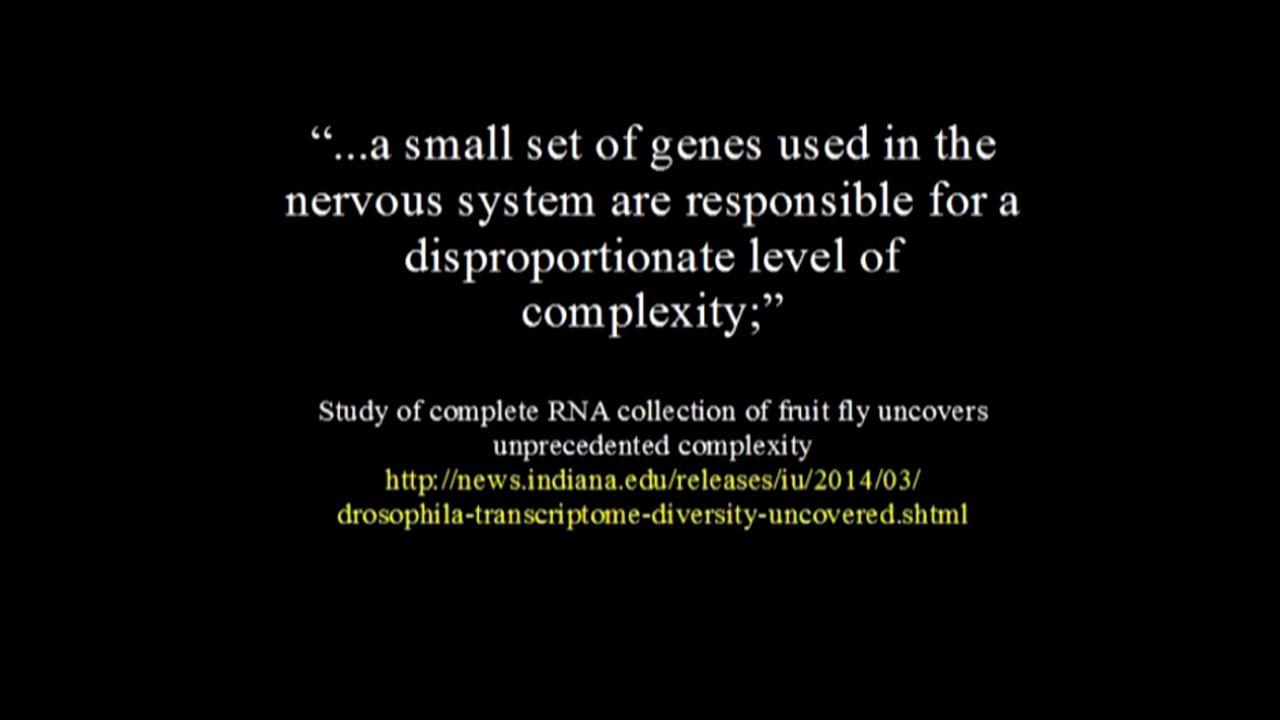 “...a small set of genes used in the
nervous system are responsible for a
disproportionate level of
complexity;”
Study of complete RNA collection of fruit fly uncovers
unprecedented complexity
http://news.indiana.edu/releases/iu/2014/03/
drosophila-transcriptome-diversity-uncovered.shtml